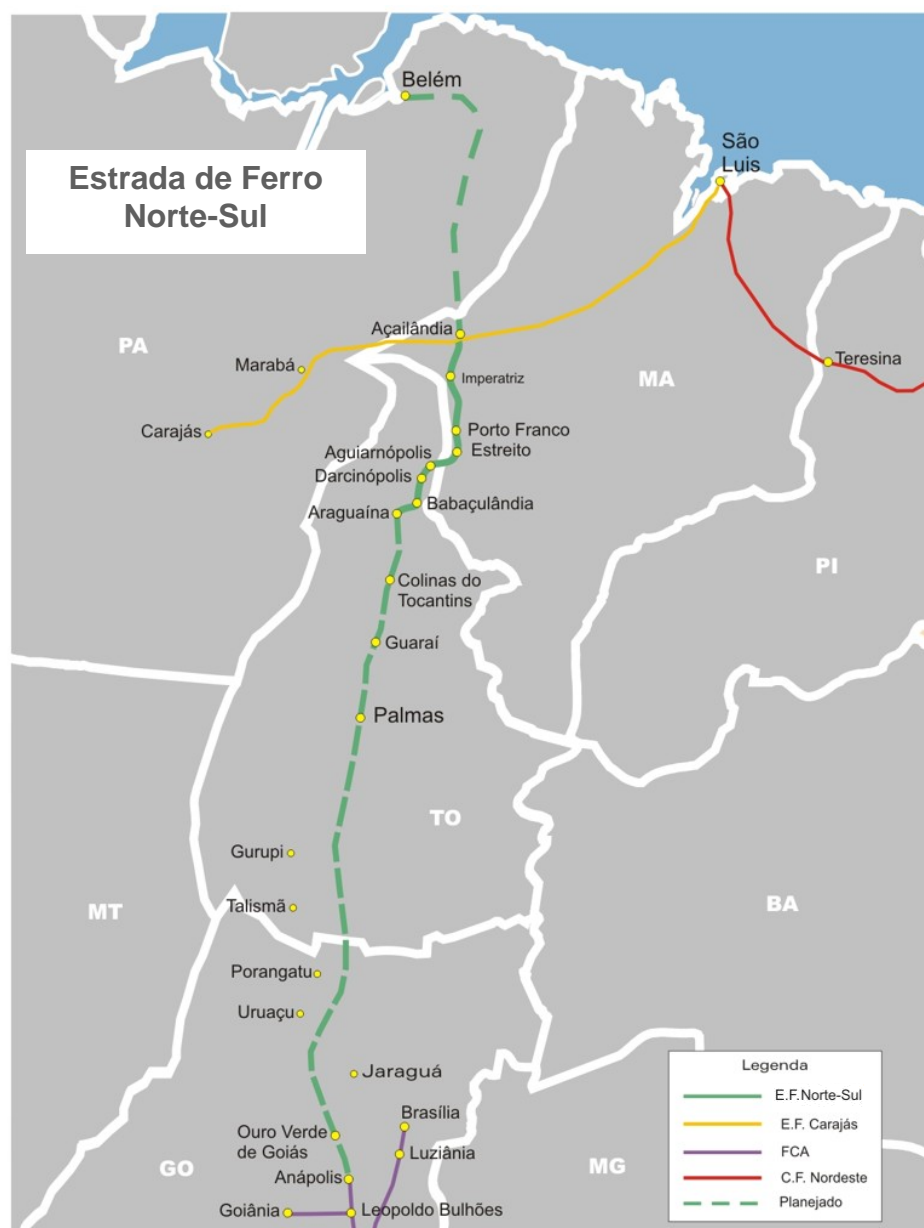 Belém
São
Luis
Estrada de Ferro
Norte-Sul
Açailândia
PA
Marabá
Teresina
Imperatriz
MA
Carajás
Porto Franco
Aguiarnópolis
Estreito
Darcinópolis
Babaçulândia
Araguaína
PI
Colinas do
Tocantins
Guaraí
Palmas
TO
Gurupi
BA
Talismã
MT
Porangatu
Uruaçu
Jaraguá
Legenda
E.F.Norte-Sul
E.F. Carajás
FCA
C.F. Nordeste
Planejado
Brasília
Ouro Verde
de Goiás
Luziânia
GO
MG
Anápolis
Goiânia
Leopoldo Bulhões